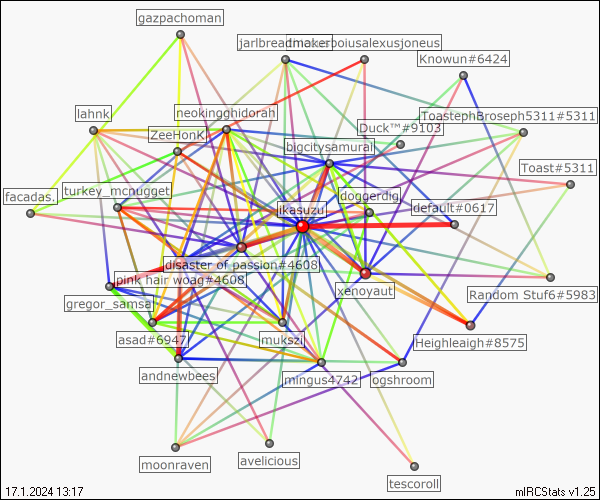 gazpachoman
jarlbreadmaker
Knowun#6424
lahnk
neokingghidorah
ToastephBroseph5311#5311
ZeeHonK
Duck™#9103
bigcitysamurai
Toast#5311
facadas.
turkey_mcnugget
doggerdig
ikasuzu
default#0617
disaster of passion#4608
pink hair woag#4608
xenoyaut
Random Stuf6#5983
gregor_samsa
asad#6947
mukszi
Heighleaigh#8575
andnewbees
mingus4742
ogshroom
moonraven
avelicious
tescoroll
17.1.2024 13:17
mIRCStats v1.25